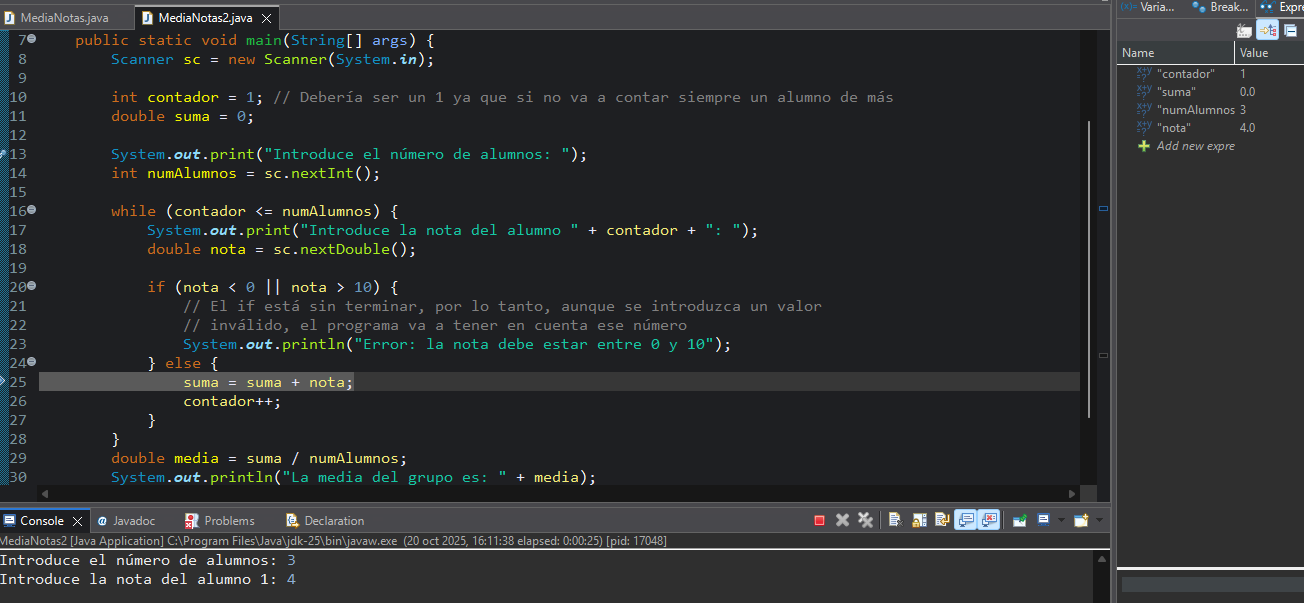 MediaNotas.java MediaNotas2.java
Varia... Break... Expre
Name Value
"contador" 1
"suma" 0.0
"numAlumnos 3
"nota" 4.0
Add new expre
7 public static void main(String[] args) {
8 Scanner sc = new Scanner(System.in);
9
10 int contador = 1; // Debería ser un 1 ya que si no va a contar siempre un alumno de más
11 double suma = 0;
12
13 System.out.print("Introduce el número de alumnos: ");
14 int numAlumnos = sc.nextInt();
15
16 while (contador <= numAlumnos) {
17 System.out.print("Introduce la nota del alumno " + contador + ": ");
18 double nota = sc.nextDouble();
19
20 if (nota < 0 || nota > 10) {
21 // El if está sin terminar, por lo tanto, aunque se introduzca un valor
22 // inválido, el programa va a tener en cuenta ese número
23 System.out.println("Error: la nota debe estar entre 0 y 10");
24 } else {
25 suma = suma + nota;
26 contador++;
27 }
28 }
29 double media = suma / numAlumnos;
30 System.out.println("La media del grupo es: " + media);
Console Javadoc Problems Declaration
MediaNotas2 [Java Application] C:\Program Files\Java\jdk-25\bin\javaw.exe (20 oct 2025, 16:11:38 elapsed: 0:00:25) [pid: 17048]
Introduce el número de alumnos: 3
Introduce la nota del alumno 1: 4